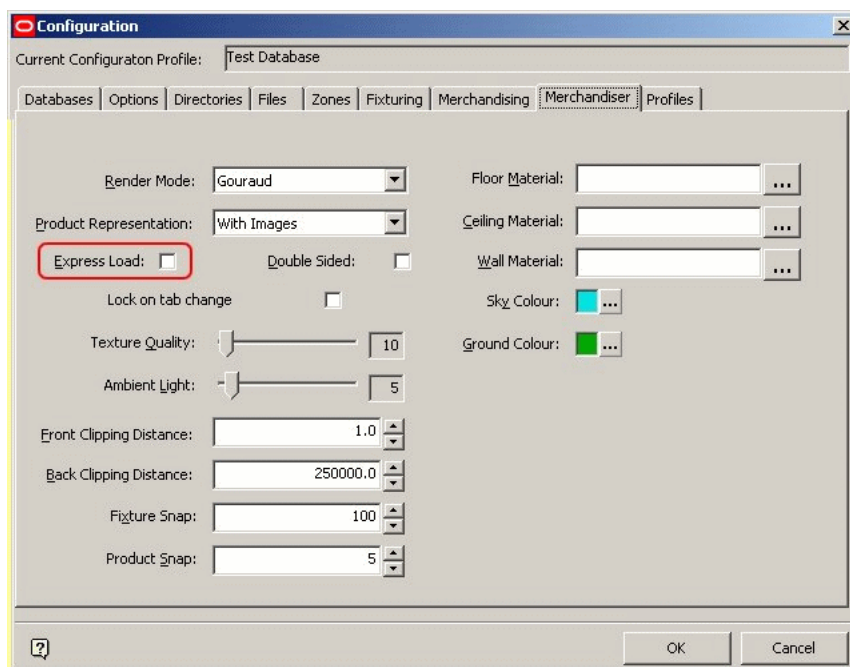 Configuration
Current Configuraton Profile: Test Database
Databases Options Directories Files Zones Fixturing Merchandising Merchandiser Profiles
Render Mode: Gouraud Floor Material: ...
Product Representation: With Images Ceiling Material: ...
Express Load: Double Sided: Wall Material: ...
Lock on tab change Sky Colour: ...
Texture Quality: 10 Ground Colour: ...
Ambient Light: 5
Front Clipping Distance: 1.0
Back Clipping Distance: 250000.0
Fixture Snap: 100
Product Snap: 5
? OK Cancel